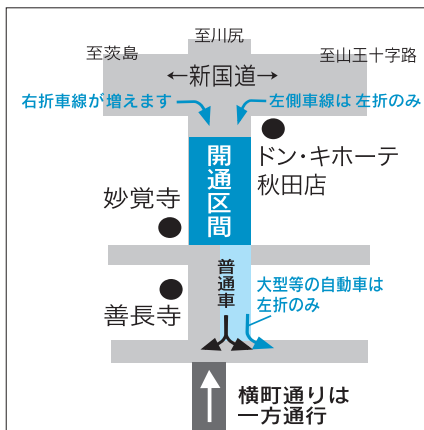 至川尻
至茨島
至山王十字路
←新国道→
右折車線が増えます
左側車線は 左折のみ
開通区間
ドン・キホーテ
秋田店
妙覚寺
普通車
大型等の自動車は
左折のみ
善長寺
横町通りは
一方通行